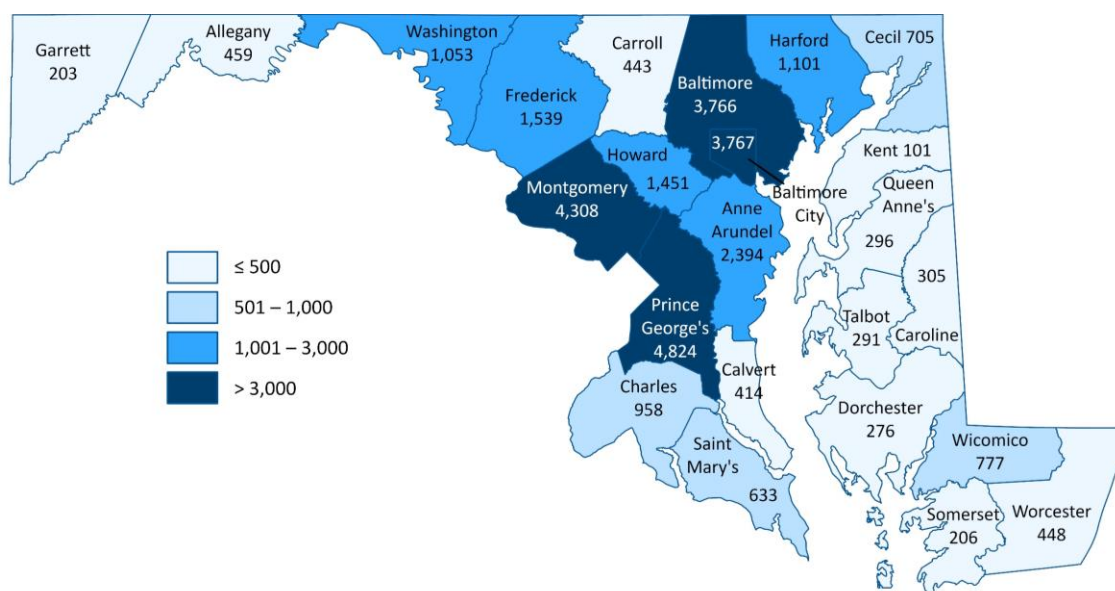 Garrett
203
Allegany
459
Washington
1,053
Frederick
1,539
Carroll
443
Baltimore
3,766
3,767
Baltimore
City
Harford
1,101
Cecil 705
Kent 101
Queen
Anne's
296
Howard
1,451
Montgomery
4,308
Anne
Arundel
2,394
305
Caroline
Talbot
291
Prince
George's
4,824
Calvert
414
Charles
958
Saint
Mary's
633
Dorchester
276
Wicomico
777
Somerset
206
Worcester
448
≤ 500
501 – 1,000
1,001 – 3,000
> 3,000